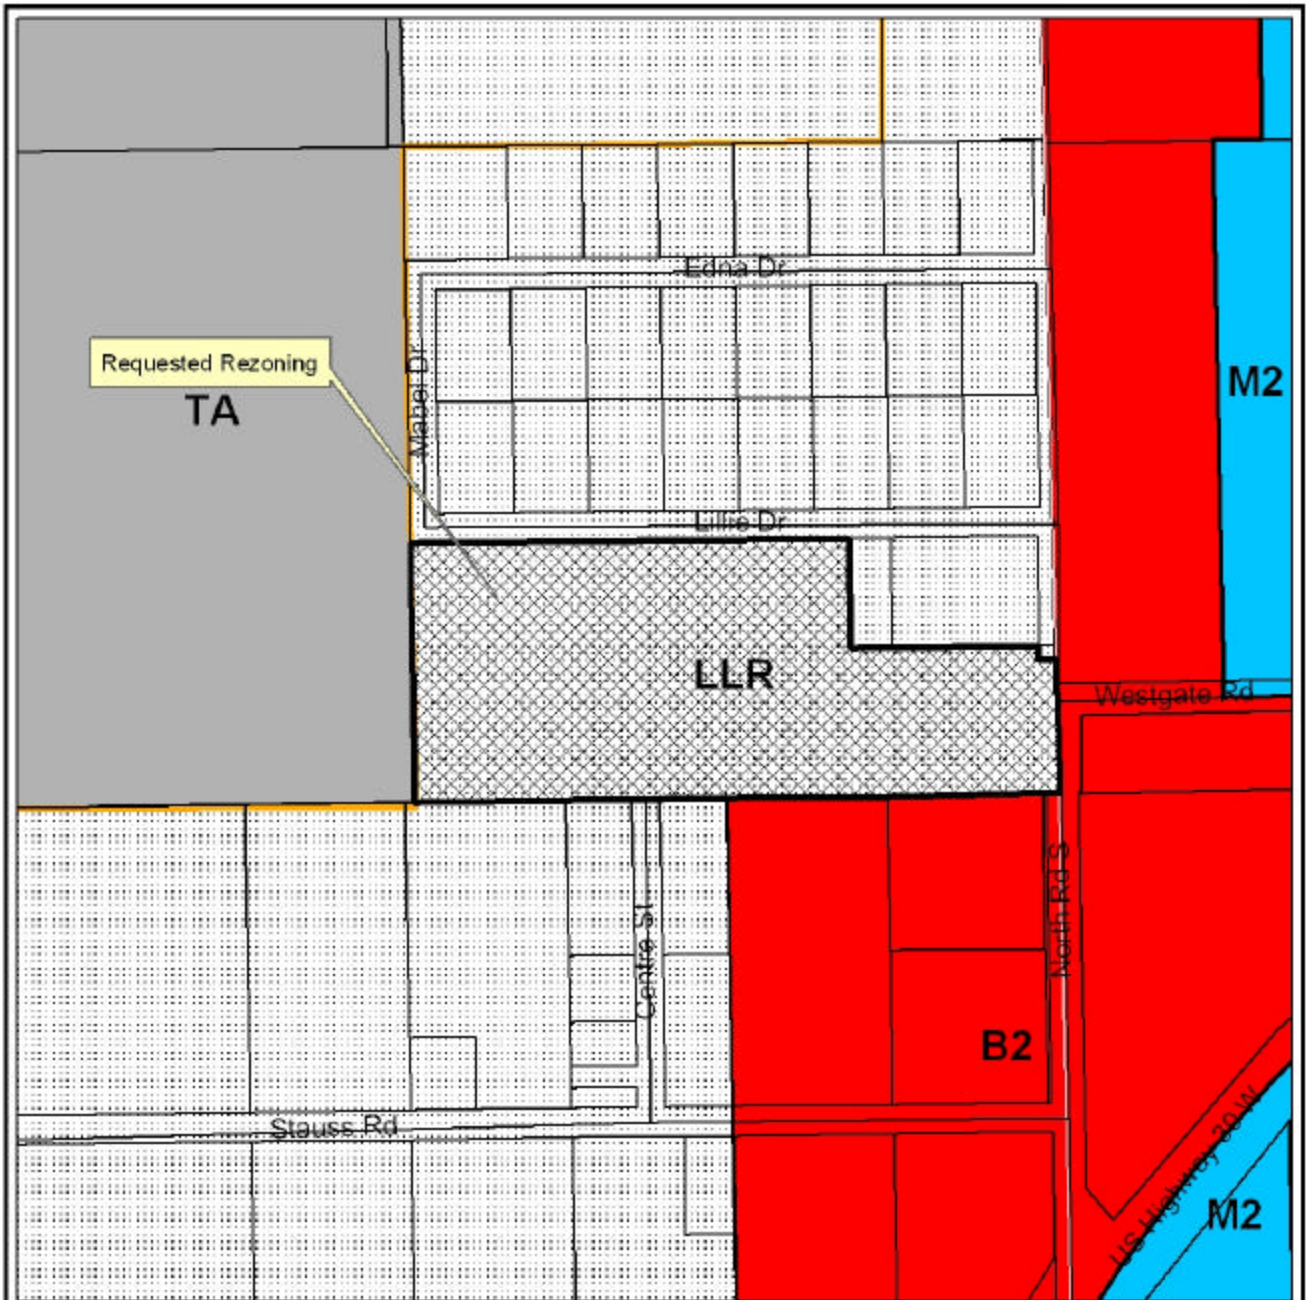 Edna Dr
Requested Rezoning
Mabel Dr
M2
TA
Lillie Dr
LLR
Westgate Rd
North Rd S
Centre St
B2
Stauss Rd
US Highway 30 W
M2